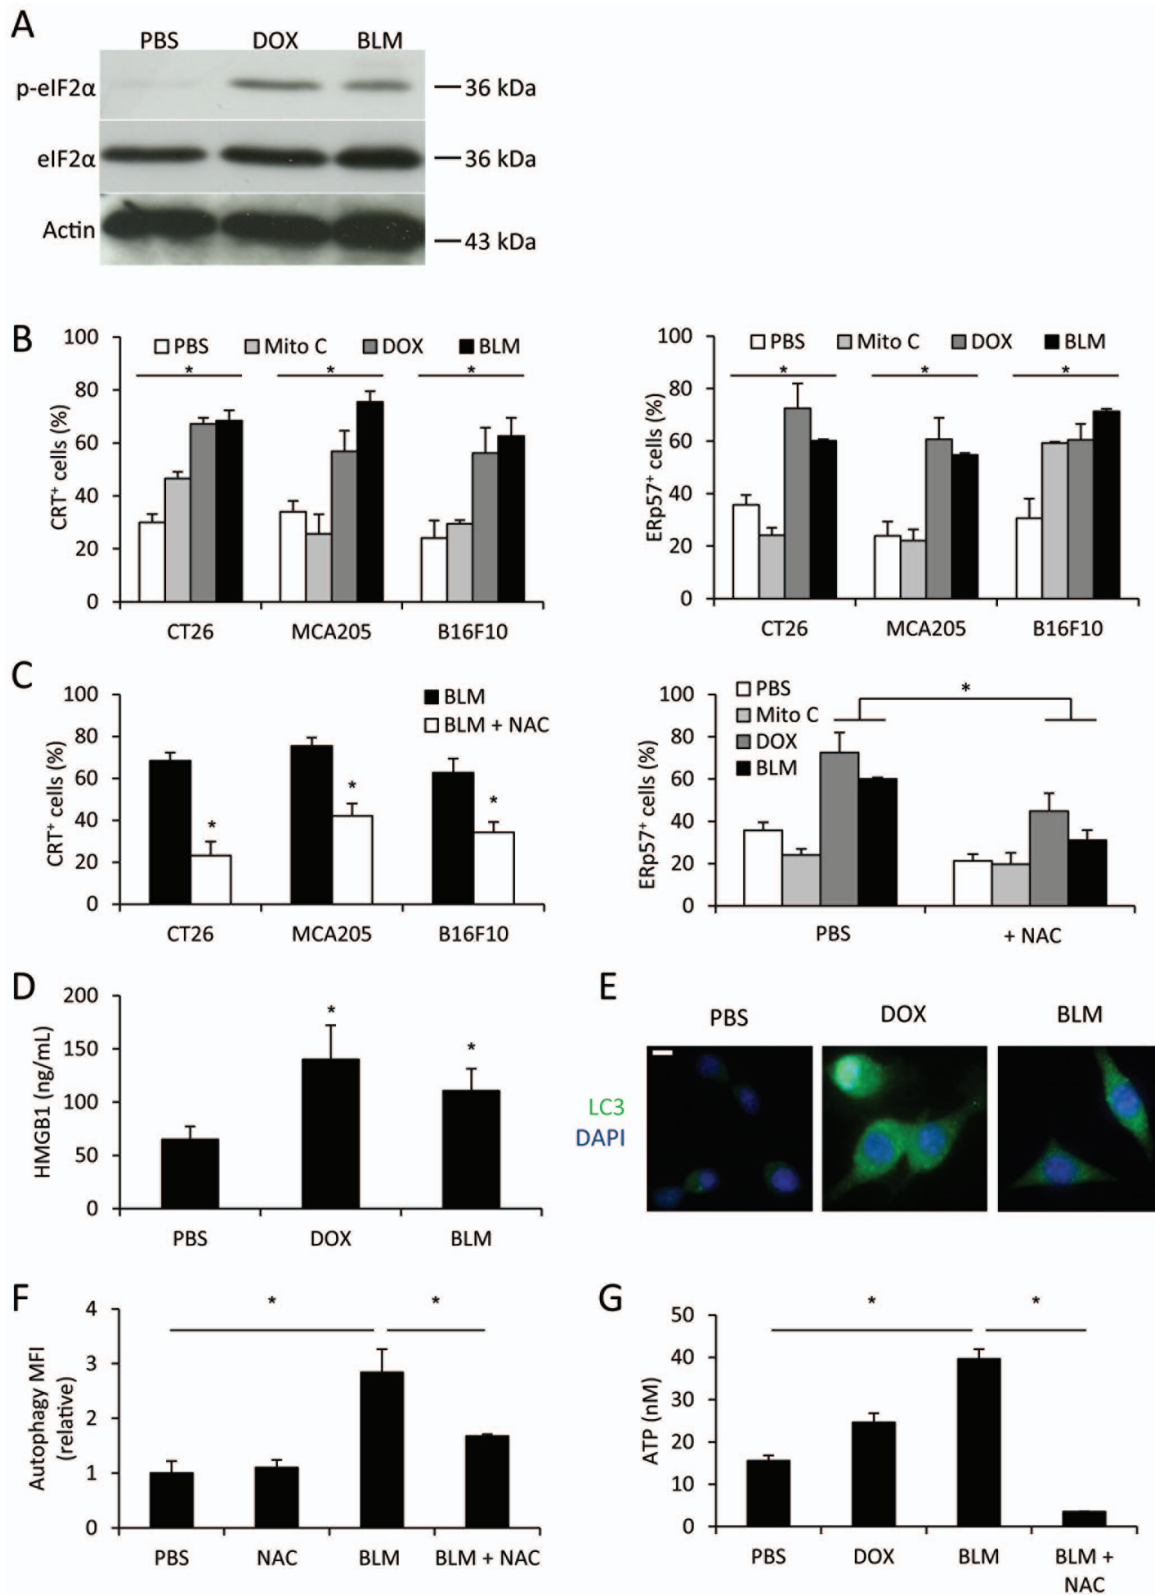 A
PBS DOX BLM
p-eIF2α 36 kDa
eIF2α 36 kDa
Actin 43 kDa
B
100
80
60
40
20
0
CRT⁺ cells (%)
PBS Mito C DOX BLM
* * *
CT26 MCA205 B16F10
100
80
60
40
20
0
ERp57⁺ cells (%)
PBS Mito C DOX BLM
* * *
CT26 MCA205 B16F10
C
100
80
60
40
20
0
CRT⁺ cells (%)
BLM
BLM + NAC
* * *
CT26 MCA205 B16F10
100
80
60
40
20
0
ERp57⁺ cells (%)
PBS
Mito C
DOX
BLM
*
PBS + NAC
D
200
150
100
50
0
HMGB1 (ng/mL)
* *
PBS DOX BLM
E
PBS DOX BLM
LC3
DAPI
F
4
3
2
1
0
Autophagy MFI
(relative)
* *
PBS NAC BLM BLM + NAC
G
50
40
30
20
10
0
ATP (nM)
* *
PBS DOX BLM BLM +
NAC